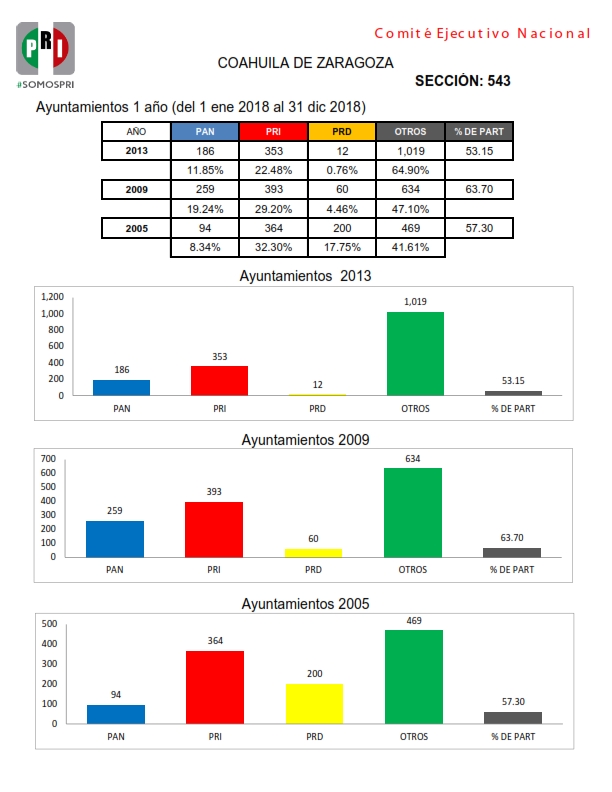 PRI
#SOMOSPRI
Comité Ejecutivo Nacional
COAHUILA DE ZARAGOZA
SECCIÓN: 543
Ayuntamientos 1 año (del 1 ene 2018 al 31 dic 2018)
AÑO PAN PRI PRD OTROS % DE PART
2013 186 353 12 1,019 53.15
11.85% 22.48% 0.76% 64.90%
2009 259 393 60 634 63.70
19.24% 29.20% 4.46% 47.10%
2005 94 364 200 469 57.30
8.34% 32.30% 17.75% 41.61%
Ayuntamientos 2013
1,200
1,000
800
600
400
200
0
186 353 12 1,019 53.15
PAN PRI PRD OTROS % DE PART
Ayuntamientos 2009
700
600
500
400
300
200
100
0
259 393 60 634 63.70
PAN PRI PRD OTROS % DE PART
Ayuntamientos 2005
500
400
300
200
100
0
94 364 200 469 57.30
PAN PRI PRD OTROS % DE PART